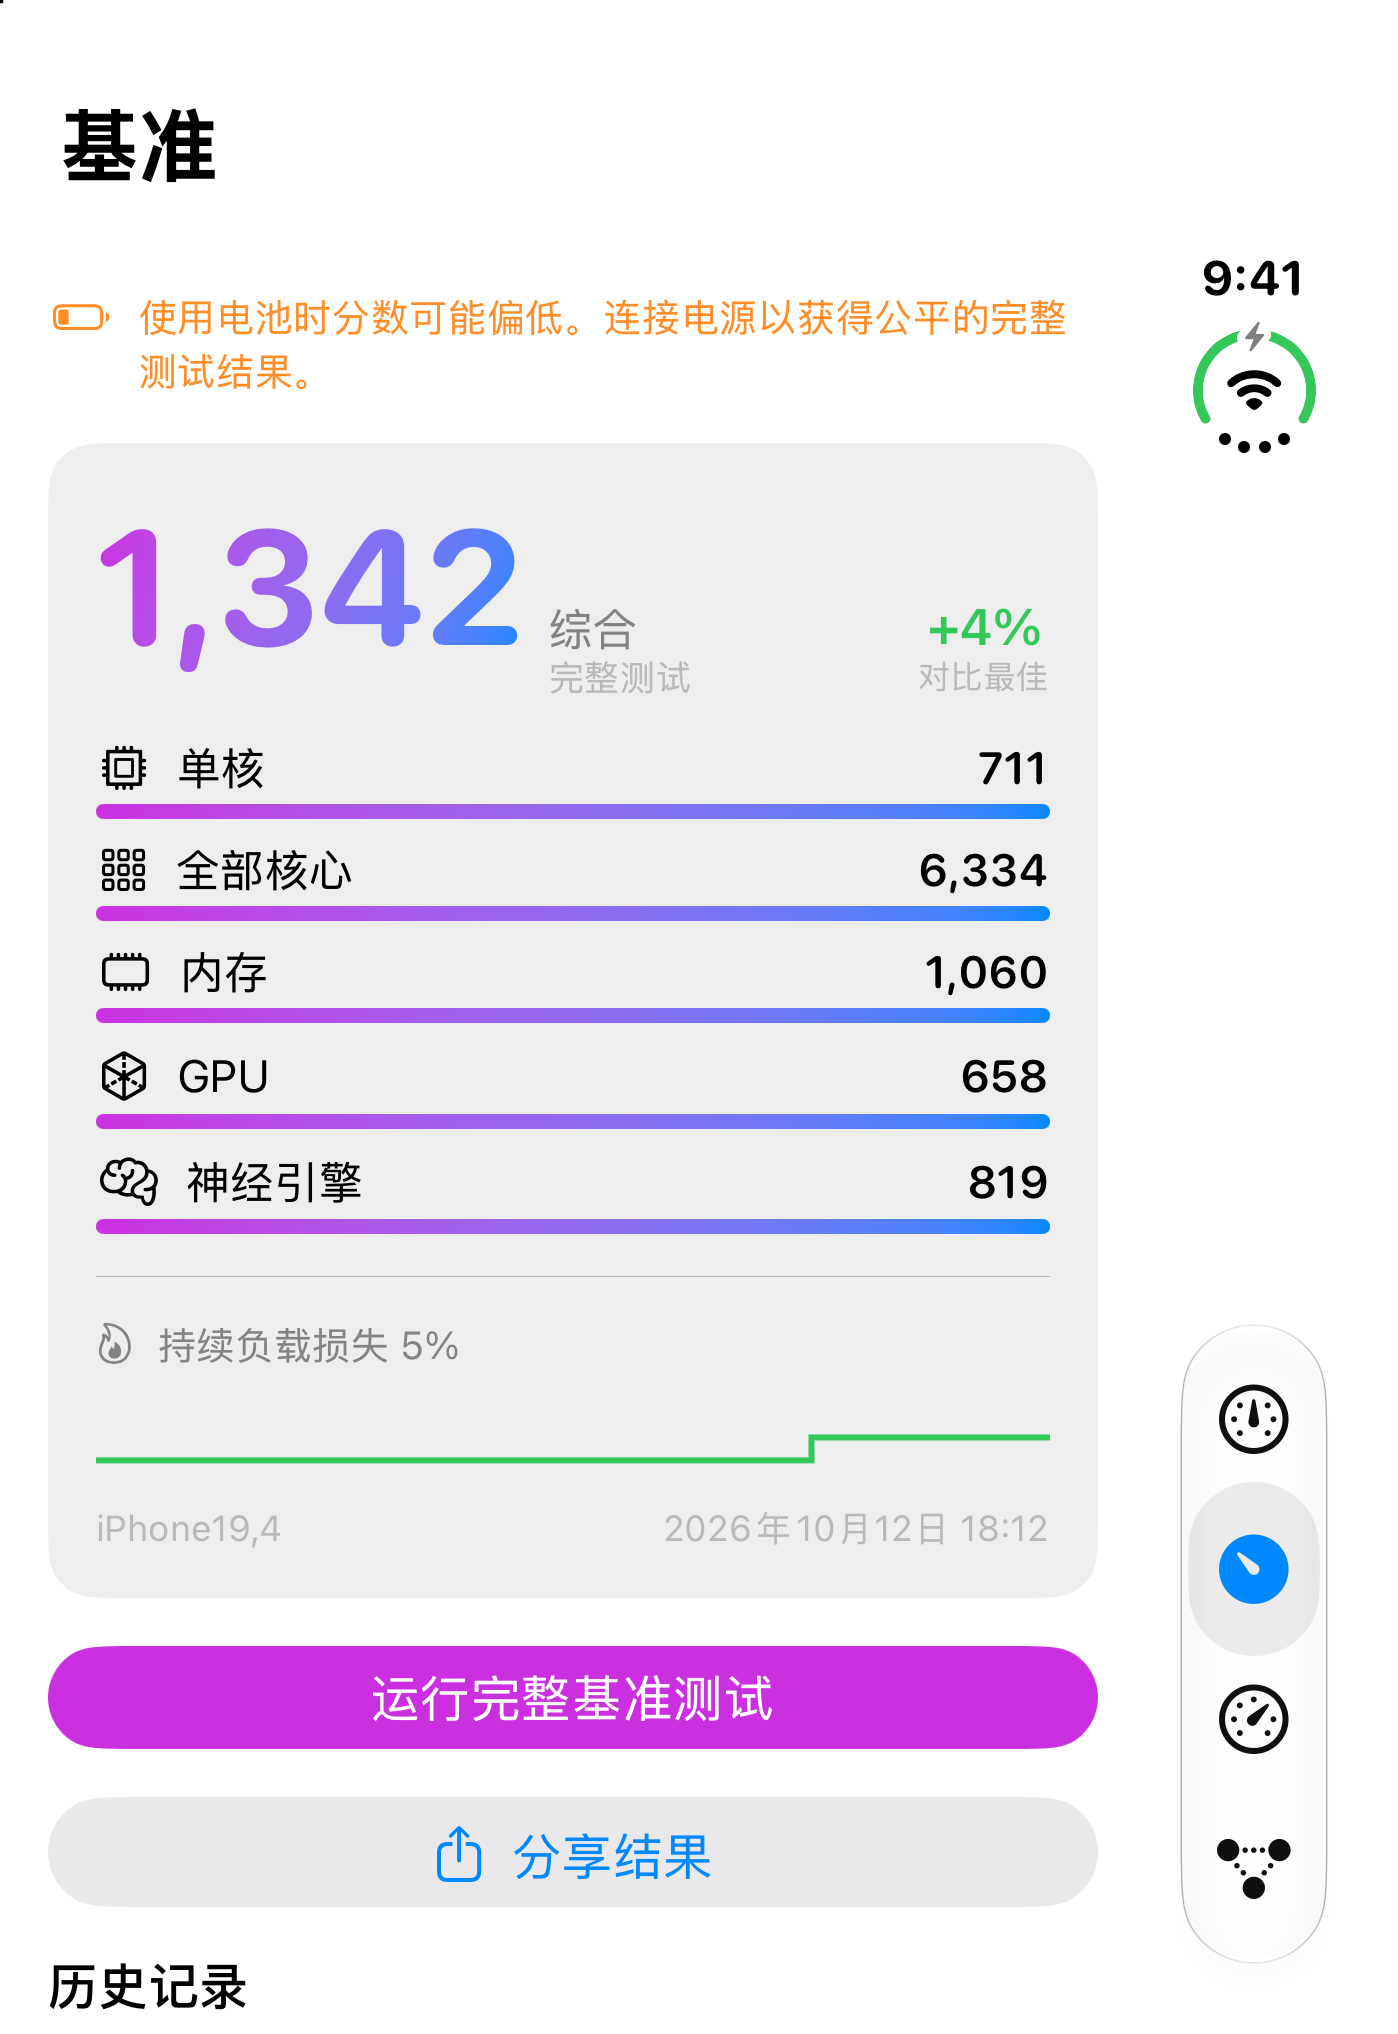 基准
9:41
使用电池时分数可能偏低。连接电源以获得公平的完整
测试结果。
1,342
综合
完整测试
+4%
对比最佳
单核 711
全部核心 6,334
内存 1,060
GPU 658
神经引擎 819
持续负载损失 5%
iPhone19,4 2026年10月12日 18:12
运行完整基准测试
分享结果
历史记录